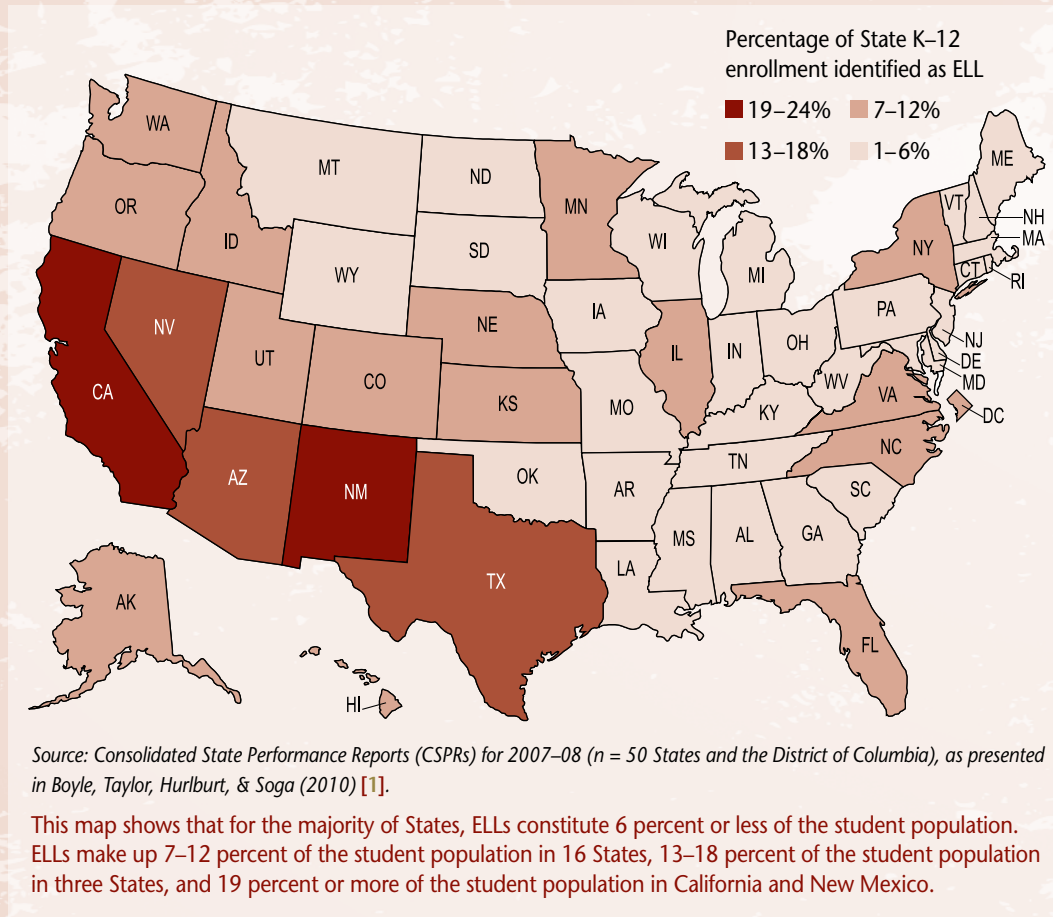 Percentage of State K–12
enrollment identified as ELL
19–24%
7–12%
13–18%
1–6%
WA
MT
ND
MN
ME
VT
NH
MA
OR
ID
SD
WI
NY
WY
MI
CT
RI
IA
PA
NV
NE
NJ
UT
IL
IN
OH
DE
CO
MD
CA
KS
MO
WV
VA
DC
KY
NC
AZ
NM
OK
TN
AR
SC
MS
AL
GA
TX
LA
AK
FL
HI
Source: Consolidated State Performance Reports (CSPRs) for 2007–08 (n = 50 States and the District of Columbia), as presented
in Boyle, Taylor, Hurlburt, & Soga (2010) [1].
This map shows that for the majority of States, ELLs constitute 6 percent or less of the student population.
ELLs make up 7–12 percent of the student population in 16 States, 13–18 percent of the student population
in three States, and 19 percent or more of the student population in California and New Mexico.